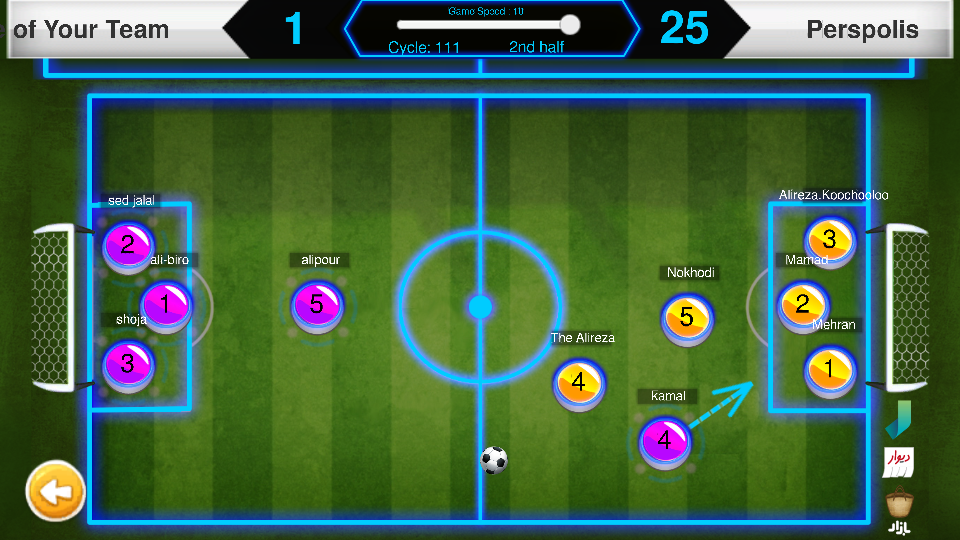 of Your Team
1
Game Speed : 10
Cycle: 111
2nd half
25
Perspolis
sed jalal
2
ali-biro
1
shoja
3
alipour
5
The Alireza
4
Nokhodi
5
kamal
4
Alireza.Koochooloo
3
Mamad
2
Mehran
1
دیوار
بازار